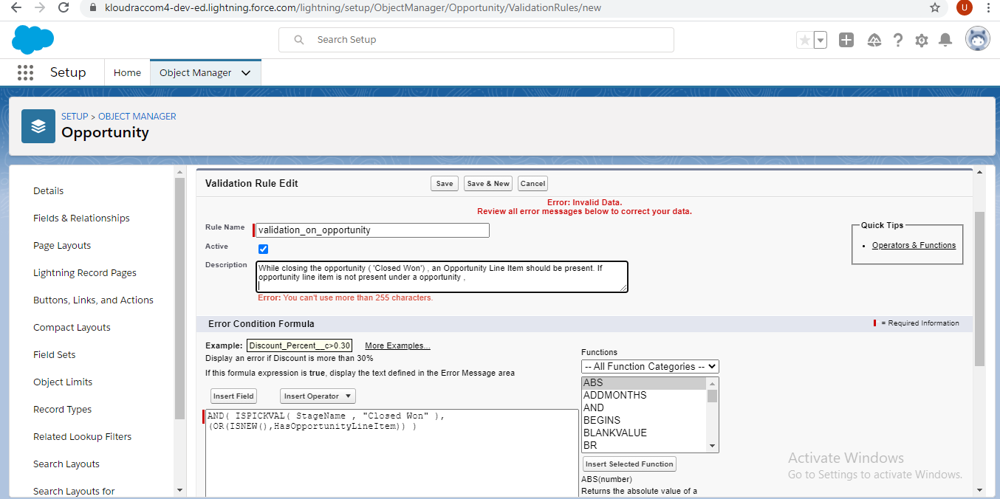 kloudraccom4-dev-ed.lightning.force.com/lightning/setup/ObjectManager/Opportunity/ValidationRules/new
U
Search Setup
Setup
Home
Object Manager
SETUP > OBJECT MANAGER
Opportunity
Details
Fields & Relationships
Page Layouts
Lightning Record Pages
Buttons, Links, and Actions
Compact Layouts
Field Sets
Object Limits
Record Types
Related Lookup Filters
Search Layouts
Search Layouts for
Validation Rule Edit
Save
Save & New
Cancel
Error: Invalid Data.
Review all error messages below to correct your data.
Rule Name
validation_on_opportunity
Active
Description
While closing the opportunity ( 'Closed Won') , an Opportunity Line Item should be present. If
opportunity line item is not present under a opportunity ,
Error: You can't use more than 255 characters.
Quick Tips
• Operators & Functions
Error Condition Formula
= Required Information
Example: Discount_Percent__c>0.30 More Examples...
Display an error if Discount is more than 30%
If this formula expression is true, display the text defined in the Error Message area
Insert Field
Insert Operator
AND( ISPICKVAL( StageName , "Closed Won" ),
(OR(ISNEW(),HasOpportunityLineItem)) )
Functions
-- All Function Categories --
ABS
ADDMONTHS
AND
BEGINS
BLANKVALUE
BR
Insert Selected Function
ABS(number)
Returns the absolute value of a
Activate Windows
Go to Settings to activate Windows.